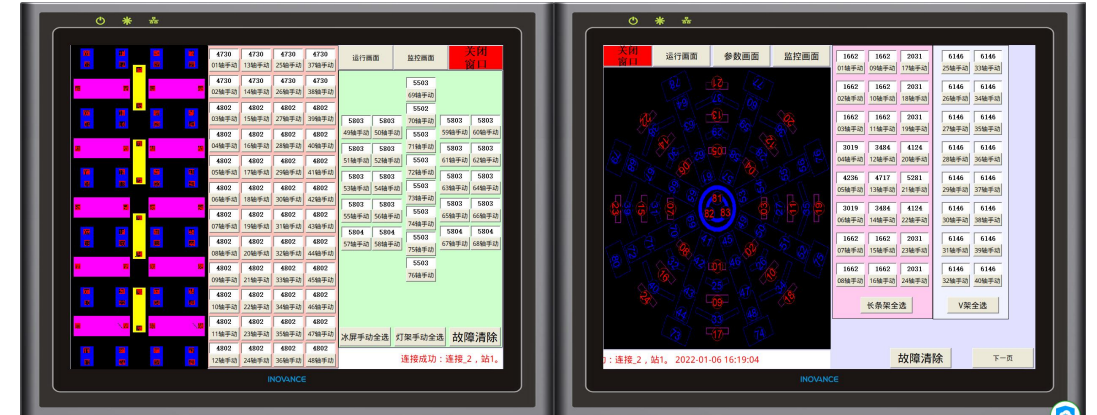 运行画面 监控画面 关闭窗口
4730 4730 4730 4730
01轴手动 13轴手动 25轴手动 37轴手动
4730 4730 4730 4730
02轴手动 14轴手动 26轴手动 38轴手动
4802 4802 4802 4802
03轴手动 15轴手动 27轴手动 39轴手动
4802 4802 4802 4802
04轴手动 16轴手动 28轴手动 40轴手动
4802 4802 4802 4802
05轴手动 17轴手动 29轴手动 41轴手动
4802 4802 4802 4802
06轴手动 18轴手动 30轴手动 42轴手动
4802 4802 4802 4802
07轴手动 19轴手动 31轴手动 43轴手动
4802 4802 4802 4802
08轴手动 20轴手动 32轴手动 44轴手动
4802 4802 4802 4802
09轴手动 21轴手动 33轴手动 45轴手动
4802 4802 4802 4802
10轴手动 22轴手动 34轴手动 46轴手动
4802 4802 4802 4802
11轴手动 23轴手动 35轴手动 47轴手动
4802 4802 4802 4802
12轴手动 24轴手动 36轴手动 48轴手动
5503
69轴手动
5502
70轴手动
5503
71轴手动
5503
72轴手动
5503
73轴手动
5503
74轴手动
5503
75轴手动
5503
76轴手动
5803 5803
49轴手动 50轴手动
5803 5803
51轴手动 52轴手动
5803 5803
53轴手动 54轴手动
5803 5803
55轴手动 56轴手动
5804 5804
57轴手动 58轴手动
5803 5803
59轴手动 60轴手动
5803 5803
61轴手动 62轴手动
5803 5803
63轴手动 64轴手动
5803 5803
65轴手动 66轴手动
5804 5804
67轴手动 68轴手动
冰屏手动全选 灯架手动全选 故障清除
连接成功：连接_2，站1。
INOVANCE
关闭窗口 运行画面 参数画面 监控画面
81
82 83
1662 1662 2031 6146 6146
01轴手动 09轴手动 17轴手动 25轴手动 33轴手动
1662 1662 2031 6146 6146
02轴手动 10轴手动 18轴手动 26轴手动 34轴手动
1662 1662 2031 6146 6146
03轴手动 11轴手动 19轴手动 27轴手动 35轴手动
3019 3484 4124 6146 6146
04轴手动 12轴手动 20轴手动 28轴手动 36轴手动
4236 4717 5281 6146 6146
05轴手动 13轴手动 21轴手动 29轴手动 37轴手动
3019 3484 4124 6146 6146
06轴手动 14轴手动 22轴手动 30轴手动 38轴手动
1662 1662 2031 6146 6146
07轴手动 15轴手动 23轴手动 31轴手动 39轴手动
1662 1662 2031 6146 6146
08轴手动 16轴手动 24轴手动 32轴手动 40轴手动
长条架全选 V架全选
：连接_2，站1。 2022-01-06 16:19:04
故障清除 下一页
INOVANCE